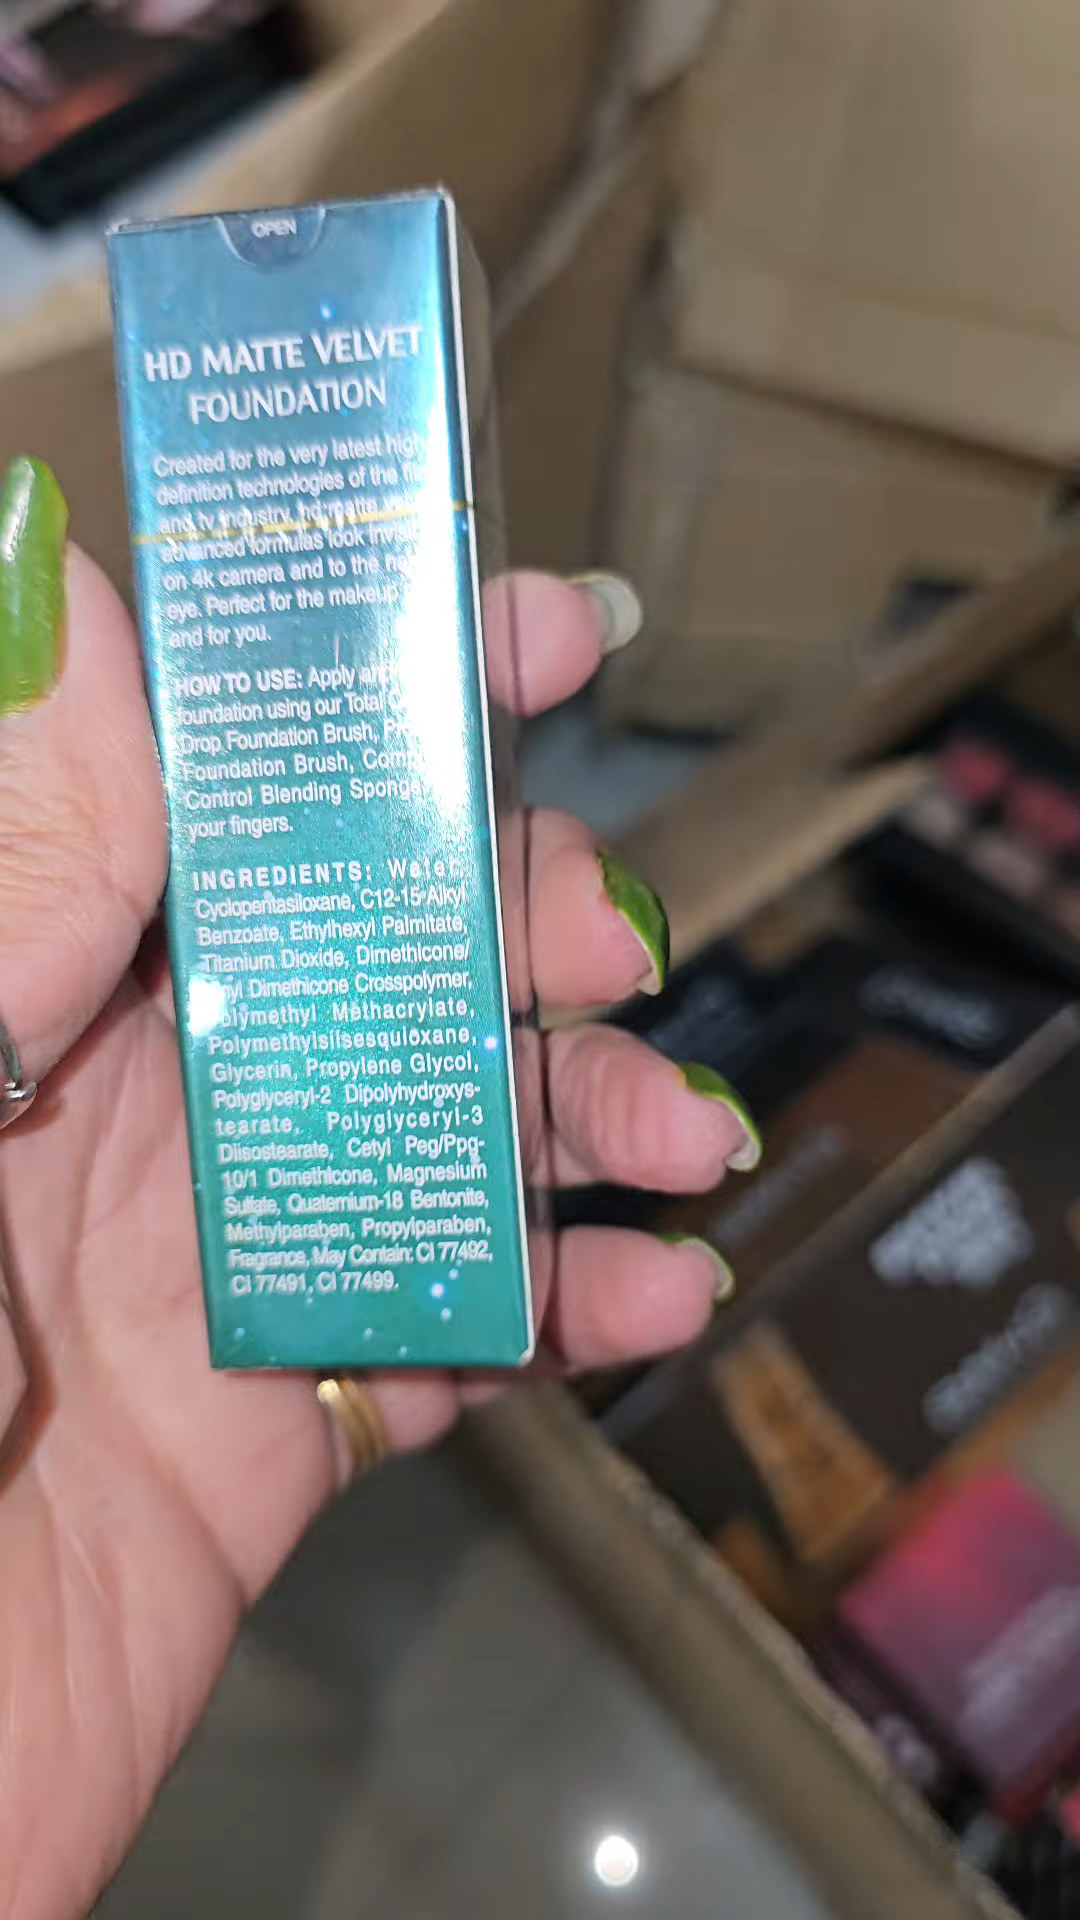 OPEN
HD MATTE VELVET
FOUNDATION
Created for the very latest
definition technologies of the
and tv industry, hd matte
advanced formulas look
on 4k camera and to the
eye. Perfect for the makeup
and for you.
HOW TO USE: Apply
foundation using our Total
Drop Foundation Brush,
Foundation Brush,
Control Blending Sponge
your fingers.
INGREDIENTS: Water,
Cyclopentasiloxane, C12-15 Alkyl
Benzoate, Ethylhexyl Palmitate,
Titanium Dioxide, Dimethicone/
Dimethicone Crosspolymer,
Polymethyl Methacrylate,
Polymethylsilsesquioxane,
Glycerin, Propylene Glycol,
Polyglyceryl-2 Dipolyhydroxys-
tearate, Polyglyceryl-3
Diisostearate, Cetyl Peg/Ppg-
10/1 Dimethicone, Magnesium
Sulfate, Quaternium-18 Bentonite,
Methylparaben, Propylparaben,
Fragrance, May Contain: CI 77492,
CI 77491, CI 77499.